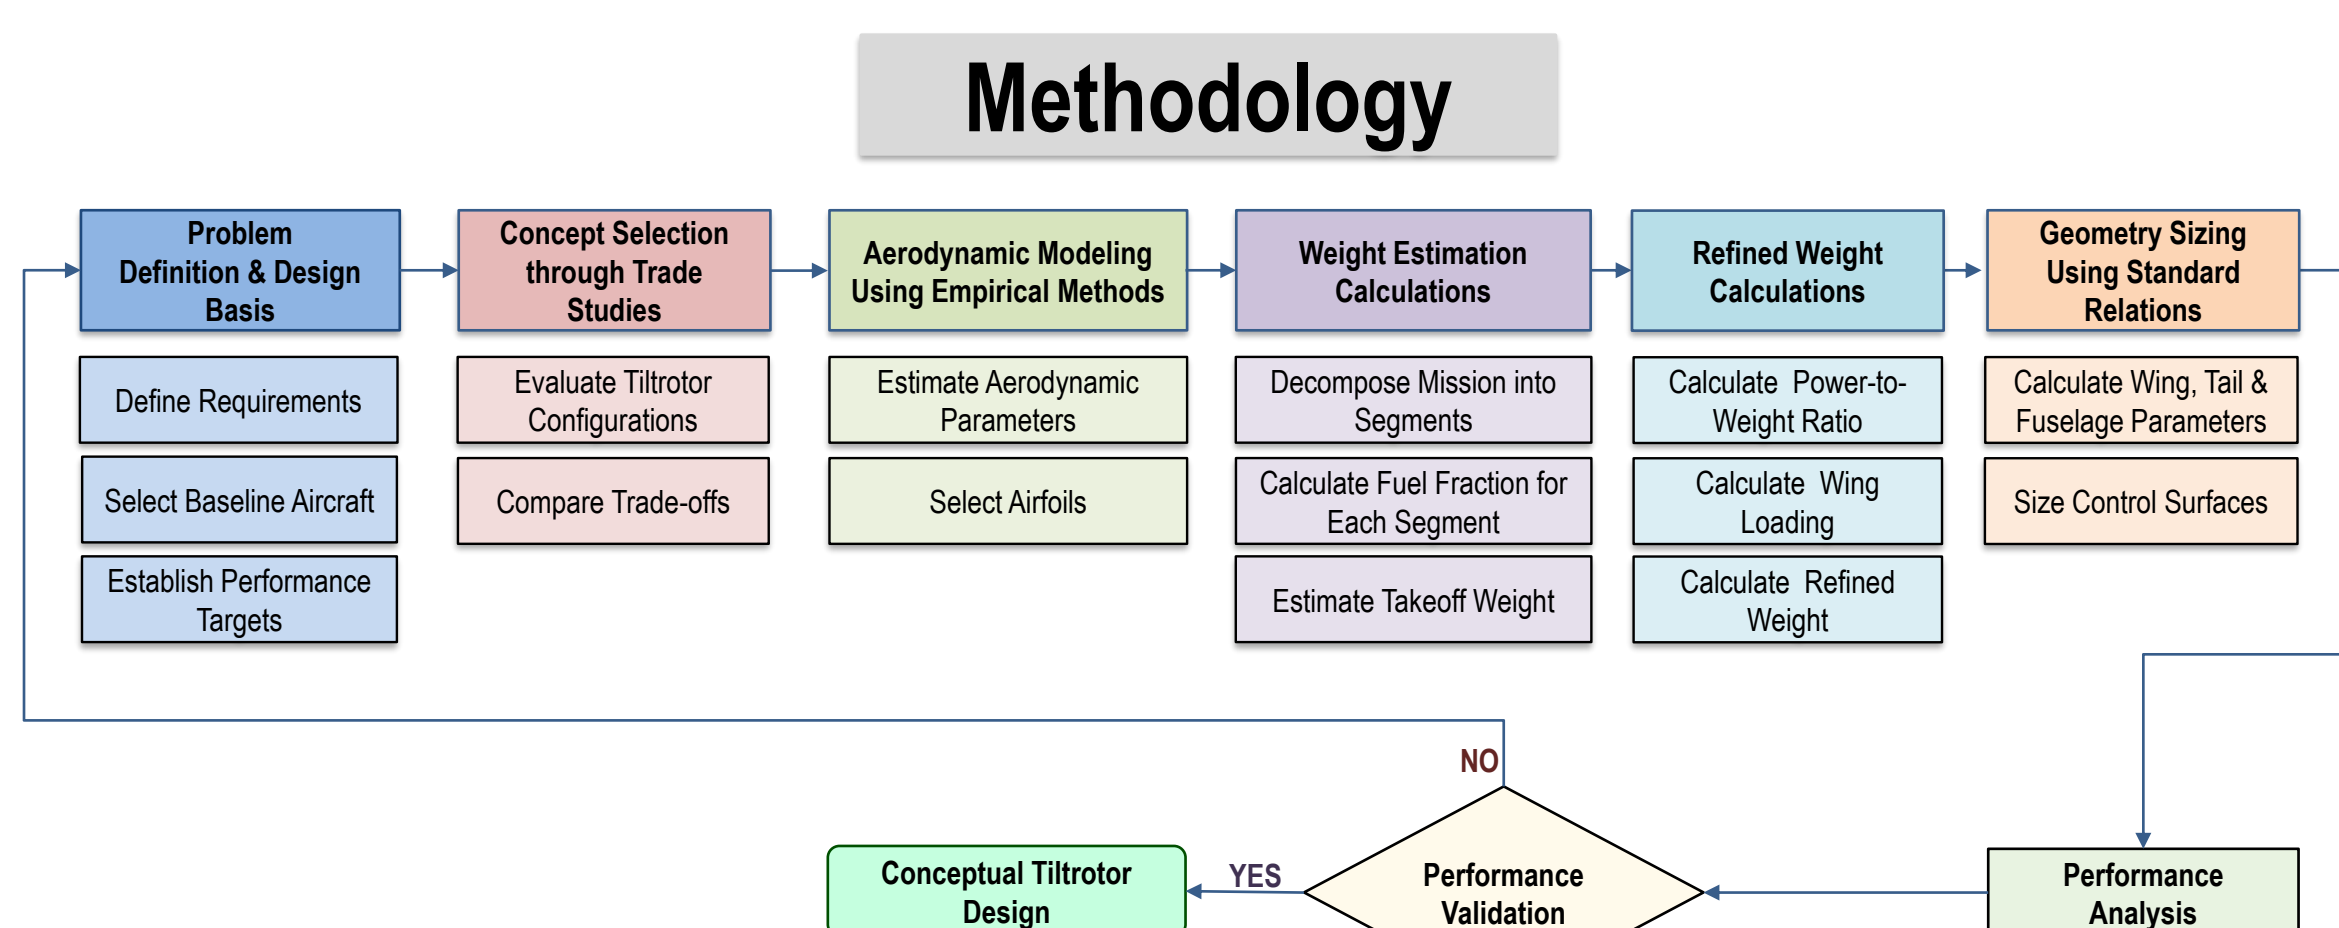 Methodology
Problem
Definition & Design
Basis
Concept Selection
through Trade
Studies
Aerodynamic Modeling
Using Empirical Methods
Weight Estimation
Calculations
Refined Weight
Calculations
Geometry Sizing
Using Standard
Relations
Define Requirements
Select Baseline Aircraft
Establish Performance
Targets
Evaluate Tiltrotor
Configurations
Compare Trade-offs
Estimate Aerodynamic
Parameters
Select Airfoils
Decompose Mission into
Segments
Calculate Fuel Fraction for
Each Segment
Estimate Takeoff Weight
Calculate Power-to-
Weight Ratio
Calculate Wing
Loading
Calculate Refined
Weight
Calculate Wing, Tail &
Fuselage Parameters
Size Control Surfaces
NO
Conceptual Tiltrotor
Design
YES
Performance
Validation
Performance
Analysis